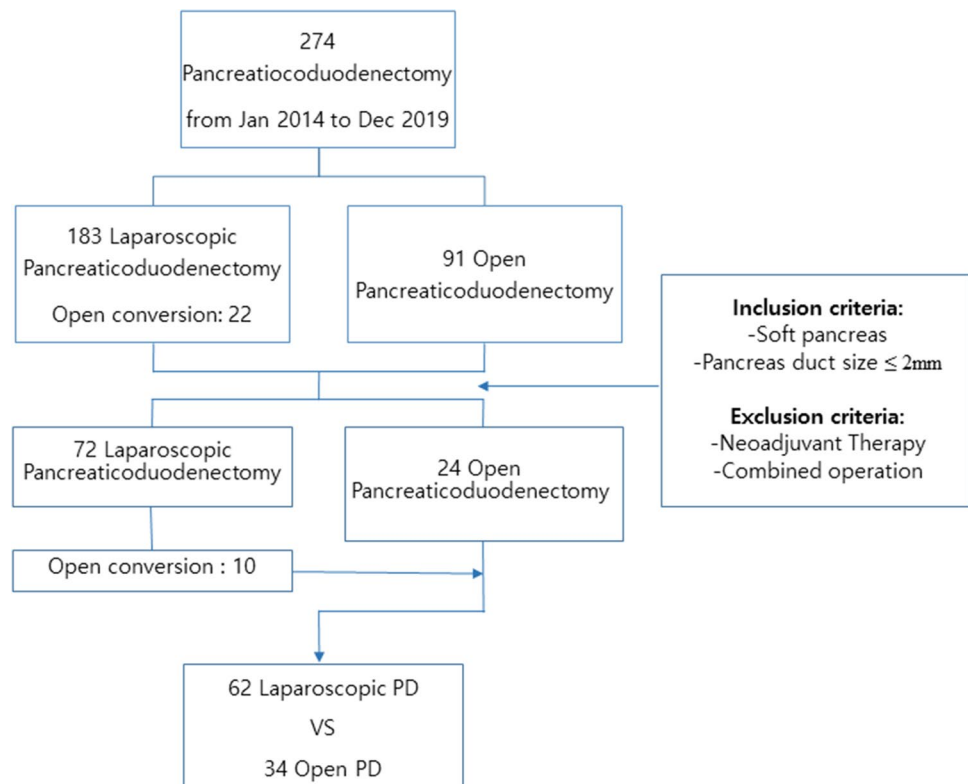 274
Pancreatiocoduodenectomy
from Jan 2014 to Dec 2019
183 Laparoscopic
Pancreaticoduodenectomy
Open conversion: 22
91 Open
Pancreaticoduodenectomy
Inclusion criteria:
-Soft pancreas
-Pancreas duct size ≤ 2mm
Exclusion criteria:
-Neoadjuvant Therapy
-Combined operation
72 Laparoscopic
Pancreaticoduodenectomy
24 Open
Pancreaticoduodenectomy
Open conversion : 10
62 Laparoscopic PD
VS
34 Open PD